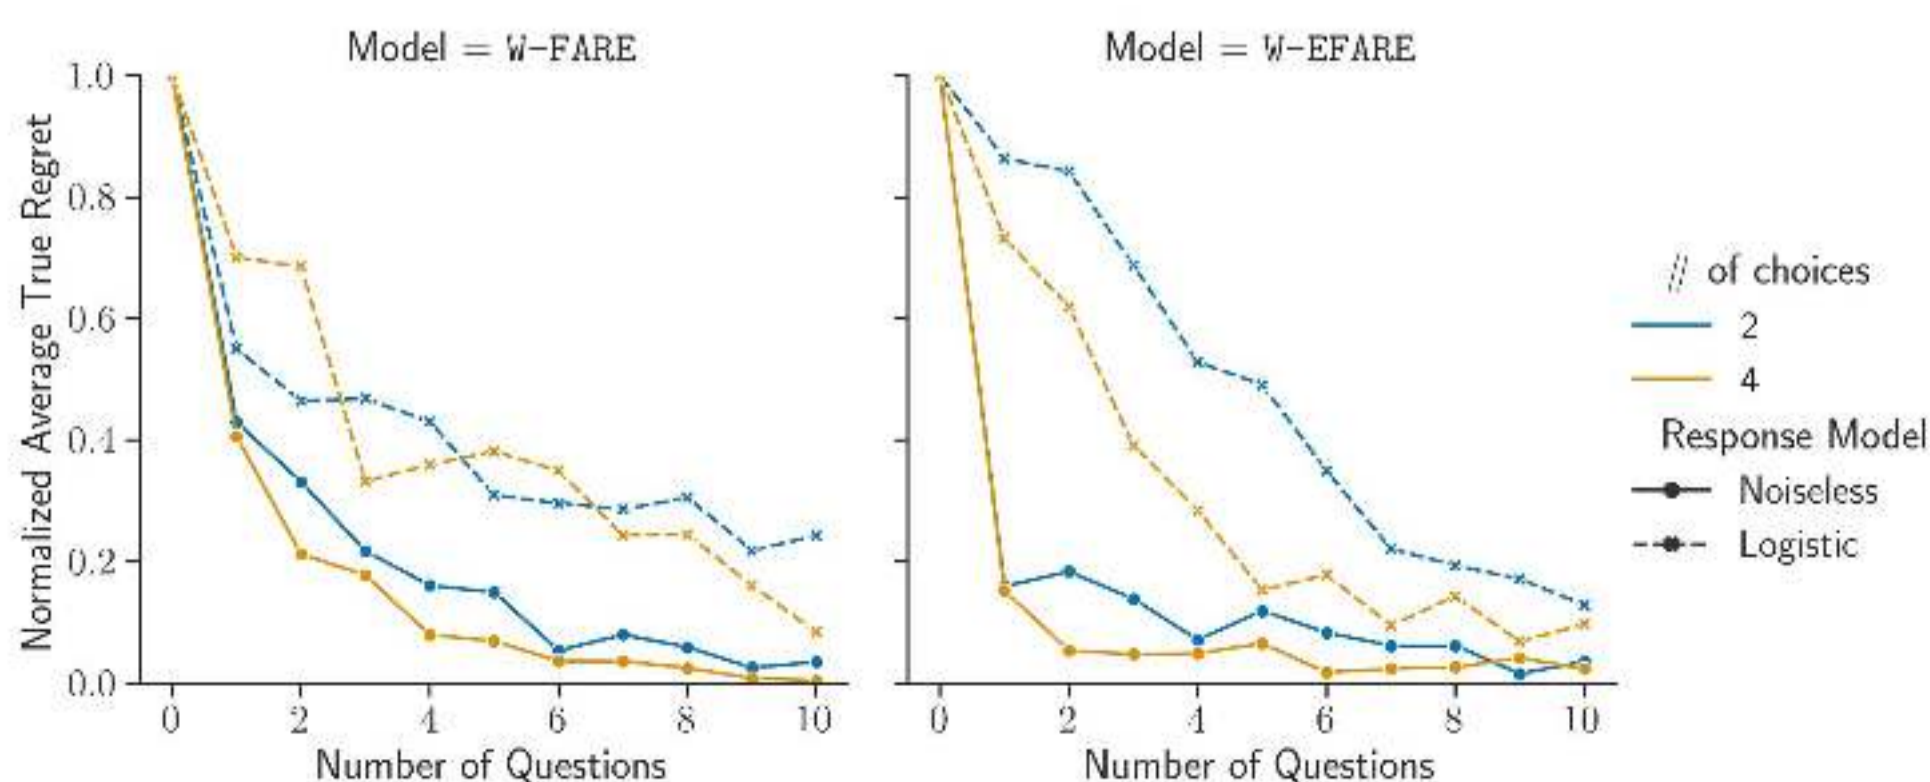 Model = W-FARE
Model = W-EFARE
Normalized Average True Regret
1.0
0.8
0.6
0.4
0.2
0.0
0 2 4 6 8 10
0 2 4 6 8 10
Number of Questions
Number of Questions
// of choices
2
4
Response Model
Noiseless
Logistic